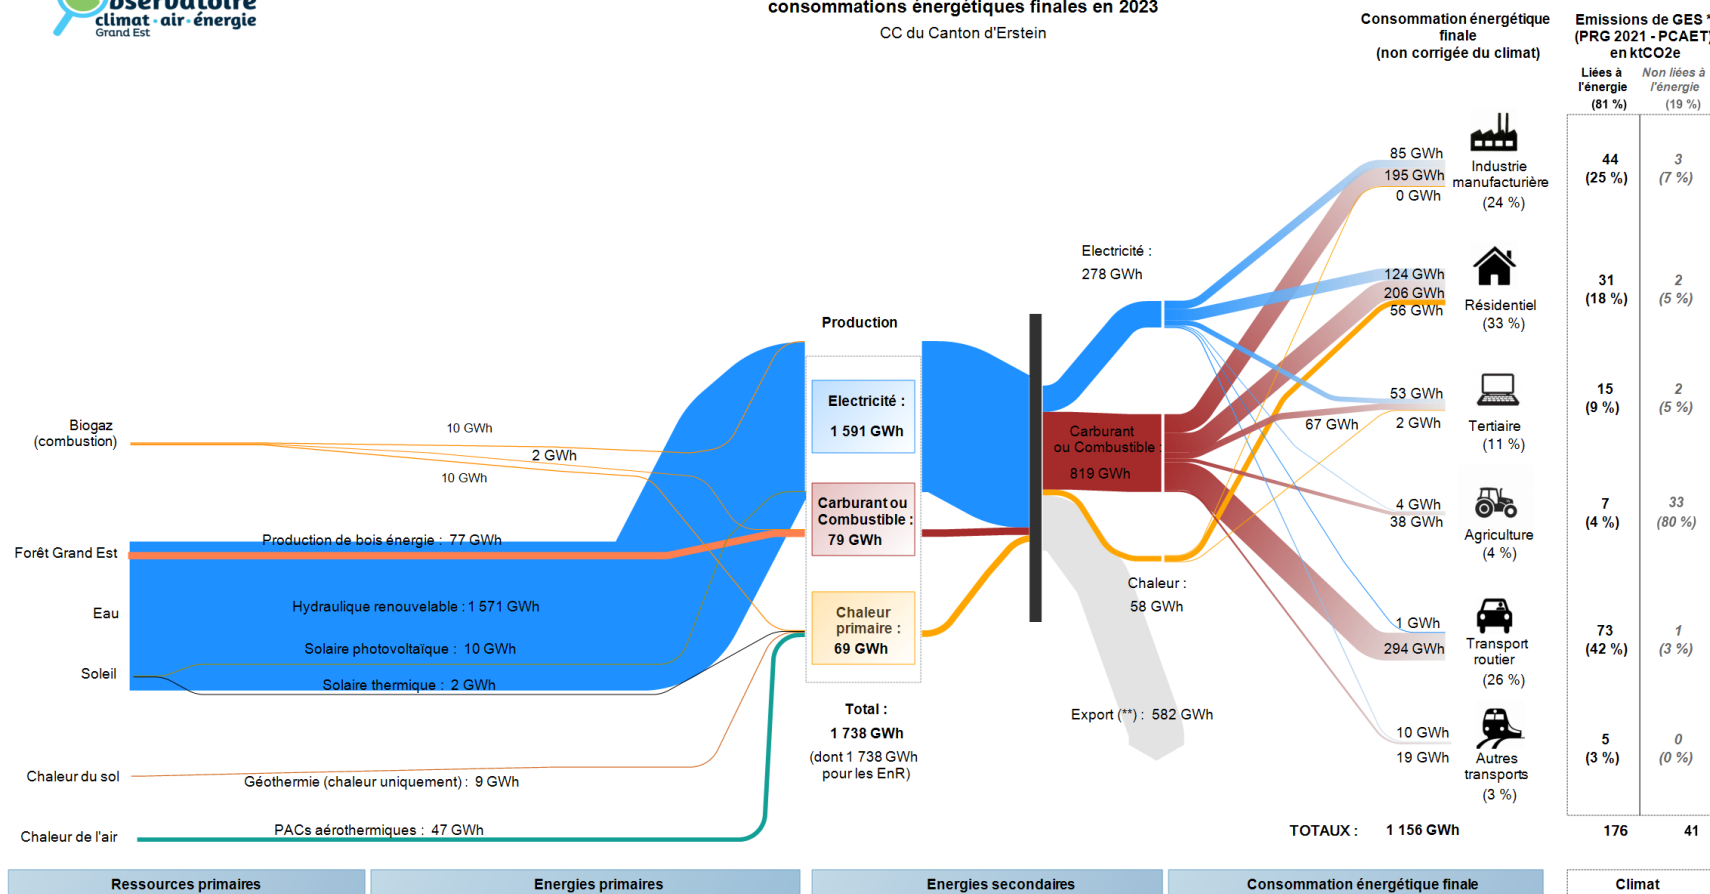 bservatoire
climat · air · énergie
Grand Est
consommations énergétiques finales en 2023
CC du Canton d'Erstein
Consommation énergétique
finale
(non corrigée du climat)
Emissions de GES *
(PRG 2021 - PCAET)
en ktCO2e
Liées à
l'énergie
(81 %)
Non liées à
l'énergie
(19 %)
85 GWh
195 GWh
0 GWh
Industrie
manufacturière
(24 %)
44
(25 %)
3
(7 %)
Electricité :
278 GWh
124 GWh
206 GWh
56 GWh
Résidentiel
(33 %)
31
(18 %)
2
(5 %)
Production
Electricité :
1 591 GWh
53 GWh
67 GWh
2 GWh
Tertiaire
(11 %)
15
(9 %)
2
(5 %)
Biogaz
(combustion)
10 GWh
2 GWh
10 GWh
Carburant
ou Combustible :
819 GWh
Carburant ou
Combustible :
79 GWh
4 GWh
38 GWh
Agriculture
(4 %)
7
(4 %)
33
(80 %)
Forêt Grand Est
Production de bois énergie : 77 GWh
Eau
Hydraulique renouvelable : 1 571 GWh
Chaleur
primaire :
69 GWh
Chaleur :
58 GWh
Soleil
Solaire photovoltaïque : 10 GWh
Solaire thermique : 2 GWh
1 GWh
294 GWh
Transport
routier
(26 %)
73
(42 %)
1
(3 %)
Total :
1 738 GWh
(dont 1 738 GWh
pour les EnR)
Export (**) : 582 GWh
10 GWh
19 GWh
Autres
transports
(3 %)
5
(3 %)
0
(0 %)
Chaleur du sol
Géothermie (chaleur uniquement) : 9 GWh
Chaleur de l'air
PACs aérothermiques : 47 GWh
TOTAUX : 1 156 GWh
176
41
Ressources primaires
Energies primaires
Energies secondaires
Consommation énergétique finale
Climat